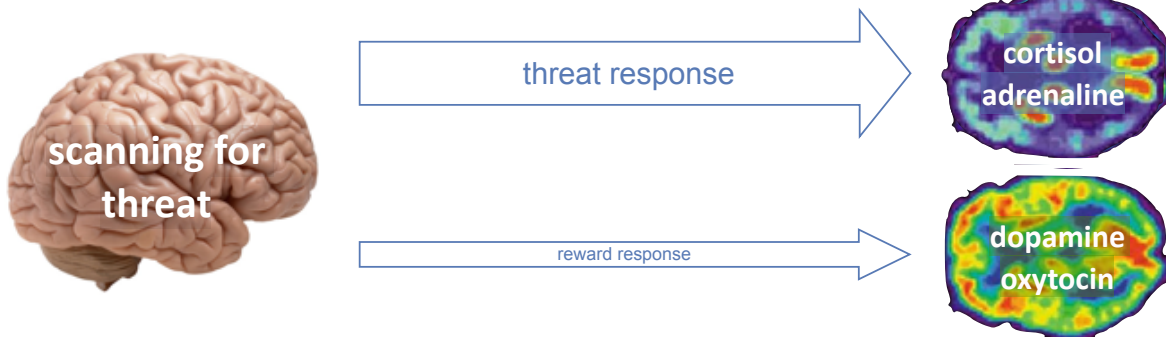 scanning for
threat
threat response
cortisol
adrenaline
reward response
dopamine
oxytocin